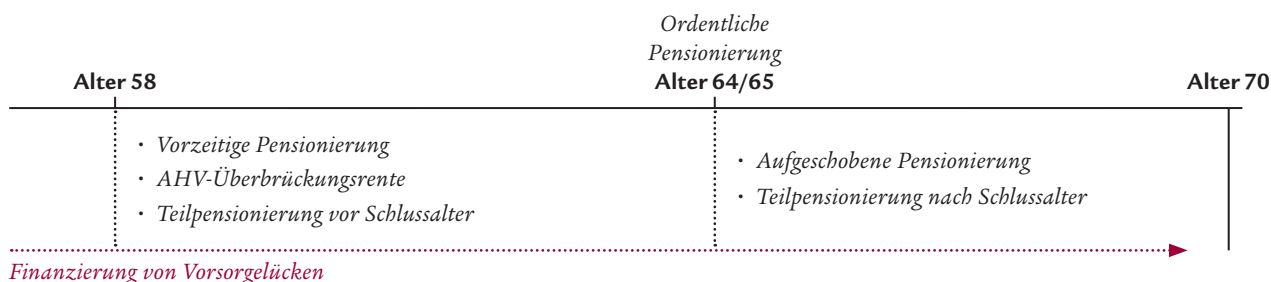 Ordentliche
Pensionierung
Alter 58
Alter 64/65
Alter 70
· Vorzeitige Pensionierung
· AHV-Überbrückungsrente
· Teilpensionierung vor Schlussalter
· Aufgeschobene Pensionierung
· Teilpensionierung nach Schlussalter
Finanzierung von Vorsorgelücken